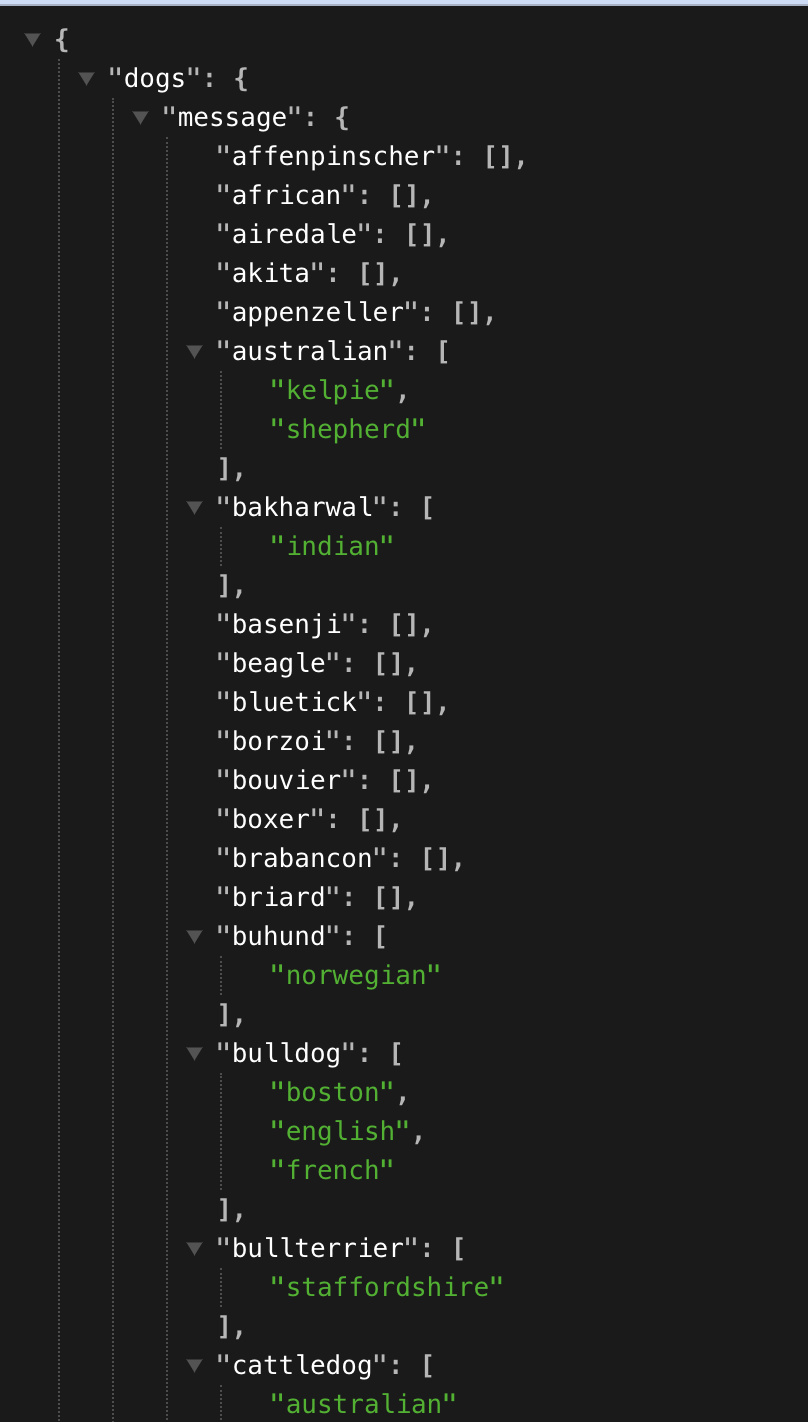 {
"dogs": {
"message": {
"affenpinscher": [],
"african": [],
"airedale": [],
"akita": [],
"appenzeller": [],
"australian": [
"kelpie",
"shepherd"
],
"bakharwal": [
"indian"
],
"basenji": [],
"beagle": [],
"bluetick": [],
"borzoi": [],
"bouvier": [],
"boxer": [],
"brabancon": [],
"briard": [],
"buhund": [
"norwegian"
],
"bulldog": [
"boston",
"english",
"french"
],
"bullterrier": [
"staffordshire"
],
"cattledog": [
"australian"